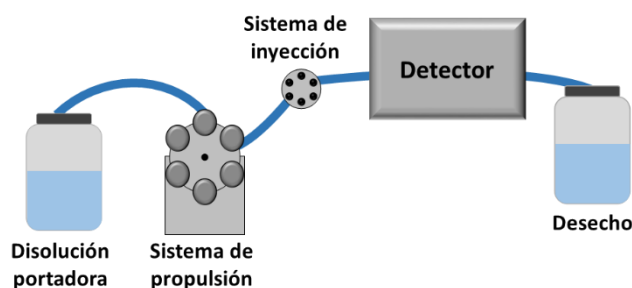 Sistema de
inyección
Detector
Disolución
portadora
Sistema de
propulsión
Desecho